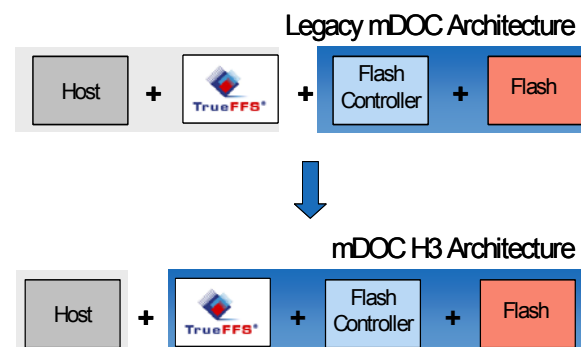 Legacy mDOC Architecture
Host + TrueFFS® + Flash Controller + Flash
mDOC H3 Architecture
Host + TrueFFS® + Flash Controller + Flash